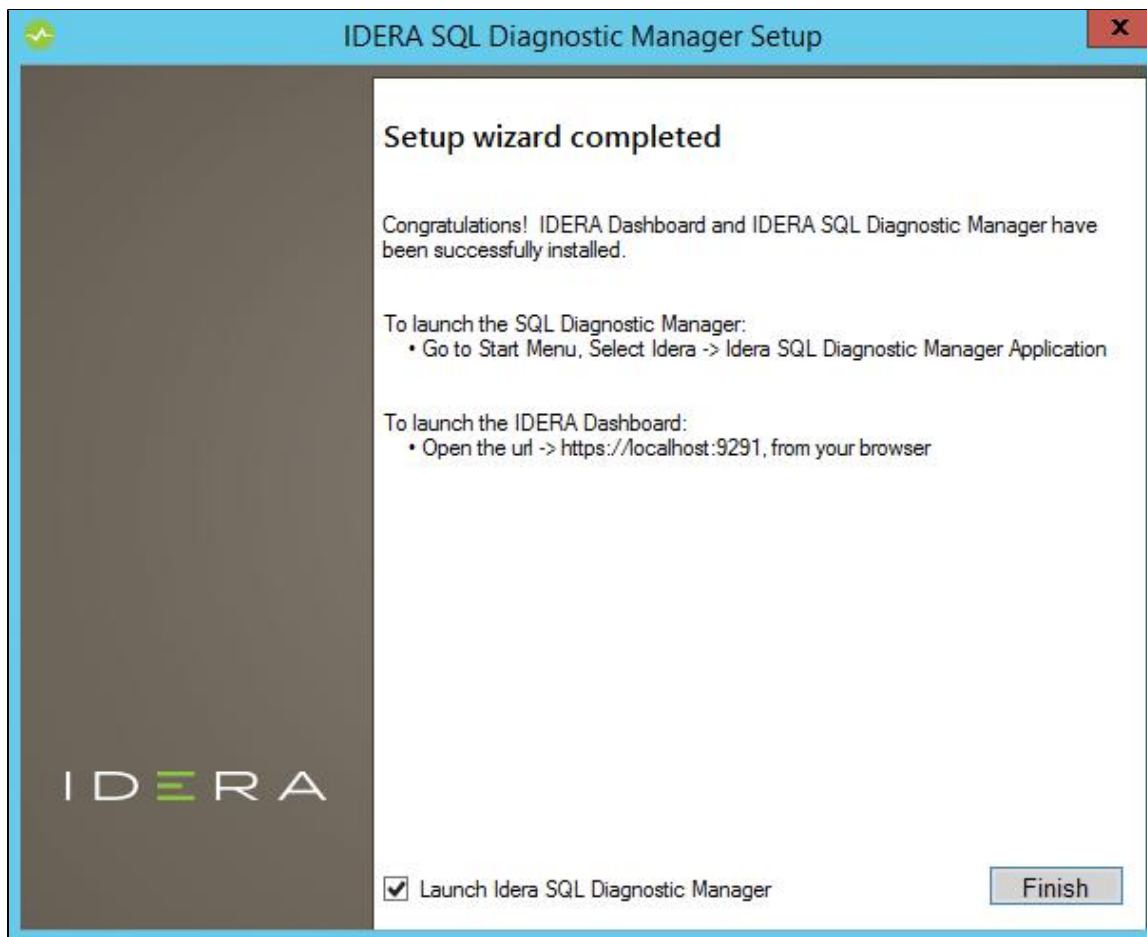 IDERA SQL Diagnostic Manager Setup
x
Setup wizard completed
Congratulations! IDERA Dashboard and IDERA SQL Diagnostic Manager have
been successfully installed.
To launch the SQL Diagnostic Manager:
• Go to Start Menu, Select Idera -> Idera SQL Diagnostic Manager Application
To launch the IDERA Dashboard:
• Open the url -> https://localhost:9291, from your browser
IDERA
Launch Idera SQL Diagnostic Manager
Finish